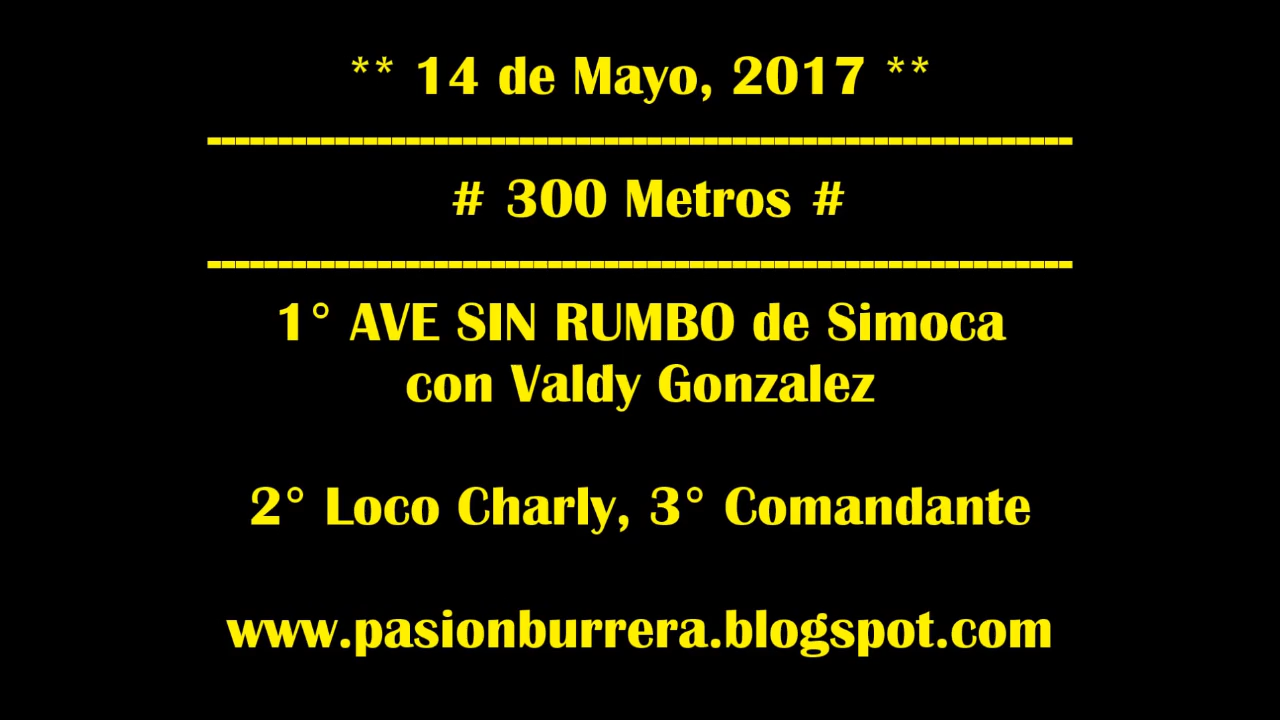 ** 14 de Mayo, 2017 **
------------------------------------------------------------
# 300 Metros #
------------------------------------------------------------
1° AVE SIN RUMBO de Simoca
con Valdy Gonzalez
2° Loco Charly, 3° Comandante
www.pasionburrera.blogspot.com